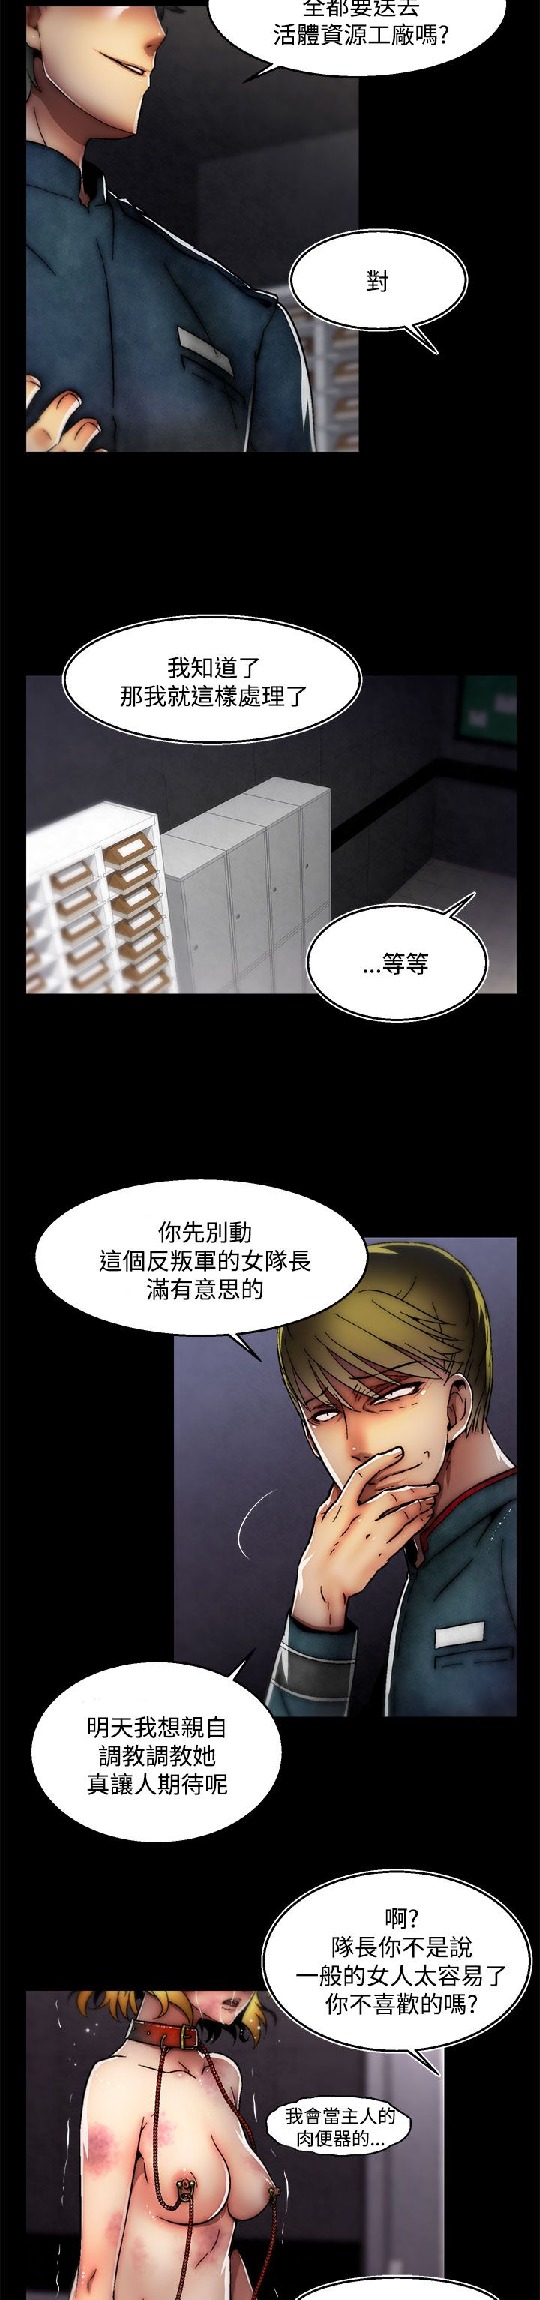 全都要送去
活體資源工廠嗎?
對
我知道了
那我就這樣處理了
...等等
你先別動
這個反叛軍的女隊長
滿有意思的
明天我想親自
調教調教她
真讓人期待呢
啊?
隊長你不是說
一般的女人太容易了
你不喜歡的嗎?
我會當主人的
肉便器的...